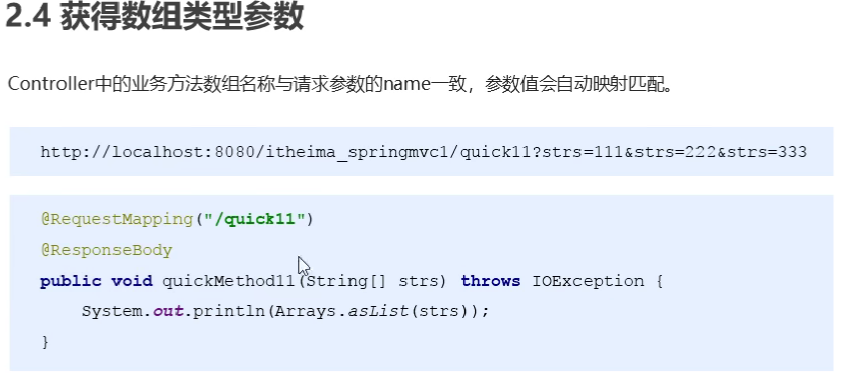 2.4 获得数组类型参数
Controller中的业务方法数组名称与请求参数的name一致，参数值会自动映射匹配。
http://localhost:8080/itheima_springmvc1/quick11?strs=111&strs=222&strs=333
@RequestMapping("/quick11")
@ResponseBody
public void quickMethod11(String[] strs) throws IOException {
    System.out.println(Arrays.asList(strs));
}